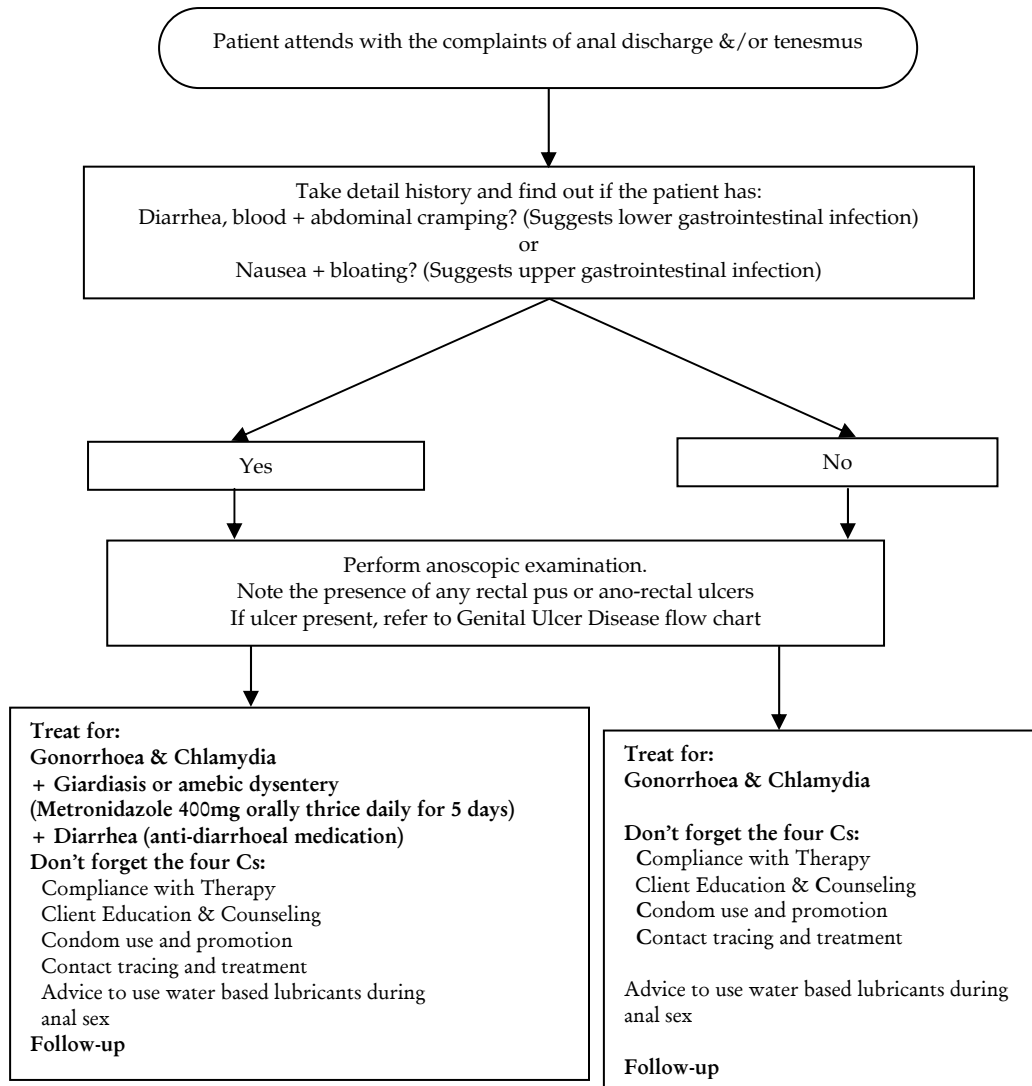 Patient attends with the complaints of anal discharge &/or tenesmus
Take detail history and find out if the patient has:
Diarrhea, blood + abdominal cramping? (Suggests lower gastrointestinal infection)
or
Nausea + bloating? (Suggests upper gastrointestinal infection)
Yes
No
Perform anoscopic examination.
Note the presence of any rectal pus or ano-rectal ulcers
If ulcer present, refer to Genital Ulcer Disease flow chart
Treat for:
Gonorrhoea & Chlamydia
+ Giardiasis or amebic dysentery
(Metronidazole 400mg orally thrice daily for 5 days)
+ Diarrhea (anti-diarrhoeal medication)
Don't forget the four Cs:
Compliance with Therapy
Client Education & Counseling
Condom use and promotion
Contact tracing and treatment
Advice to use water based lubricants during
anal sex
Follow-up
Treat for:
Gonorrhoea & Chlamydia
Don't forget the four Cs:
Compliance with Therapy
Client Education & Counseling
Condom use and promotion
Contact tracing and treatment
Advice to use water based lubricants during
anal sex
Follow-up